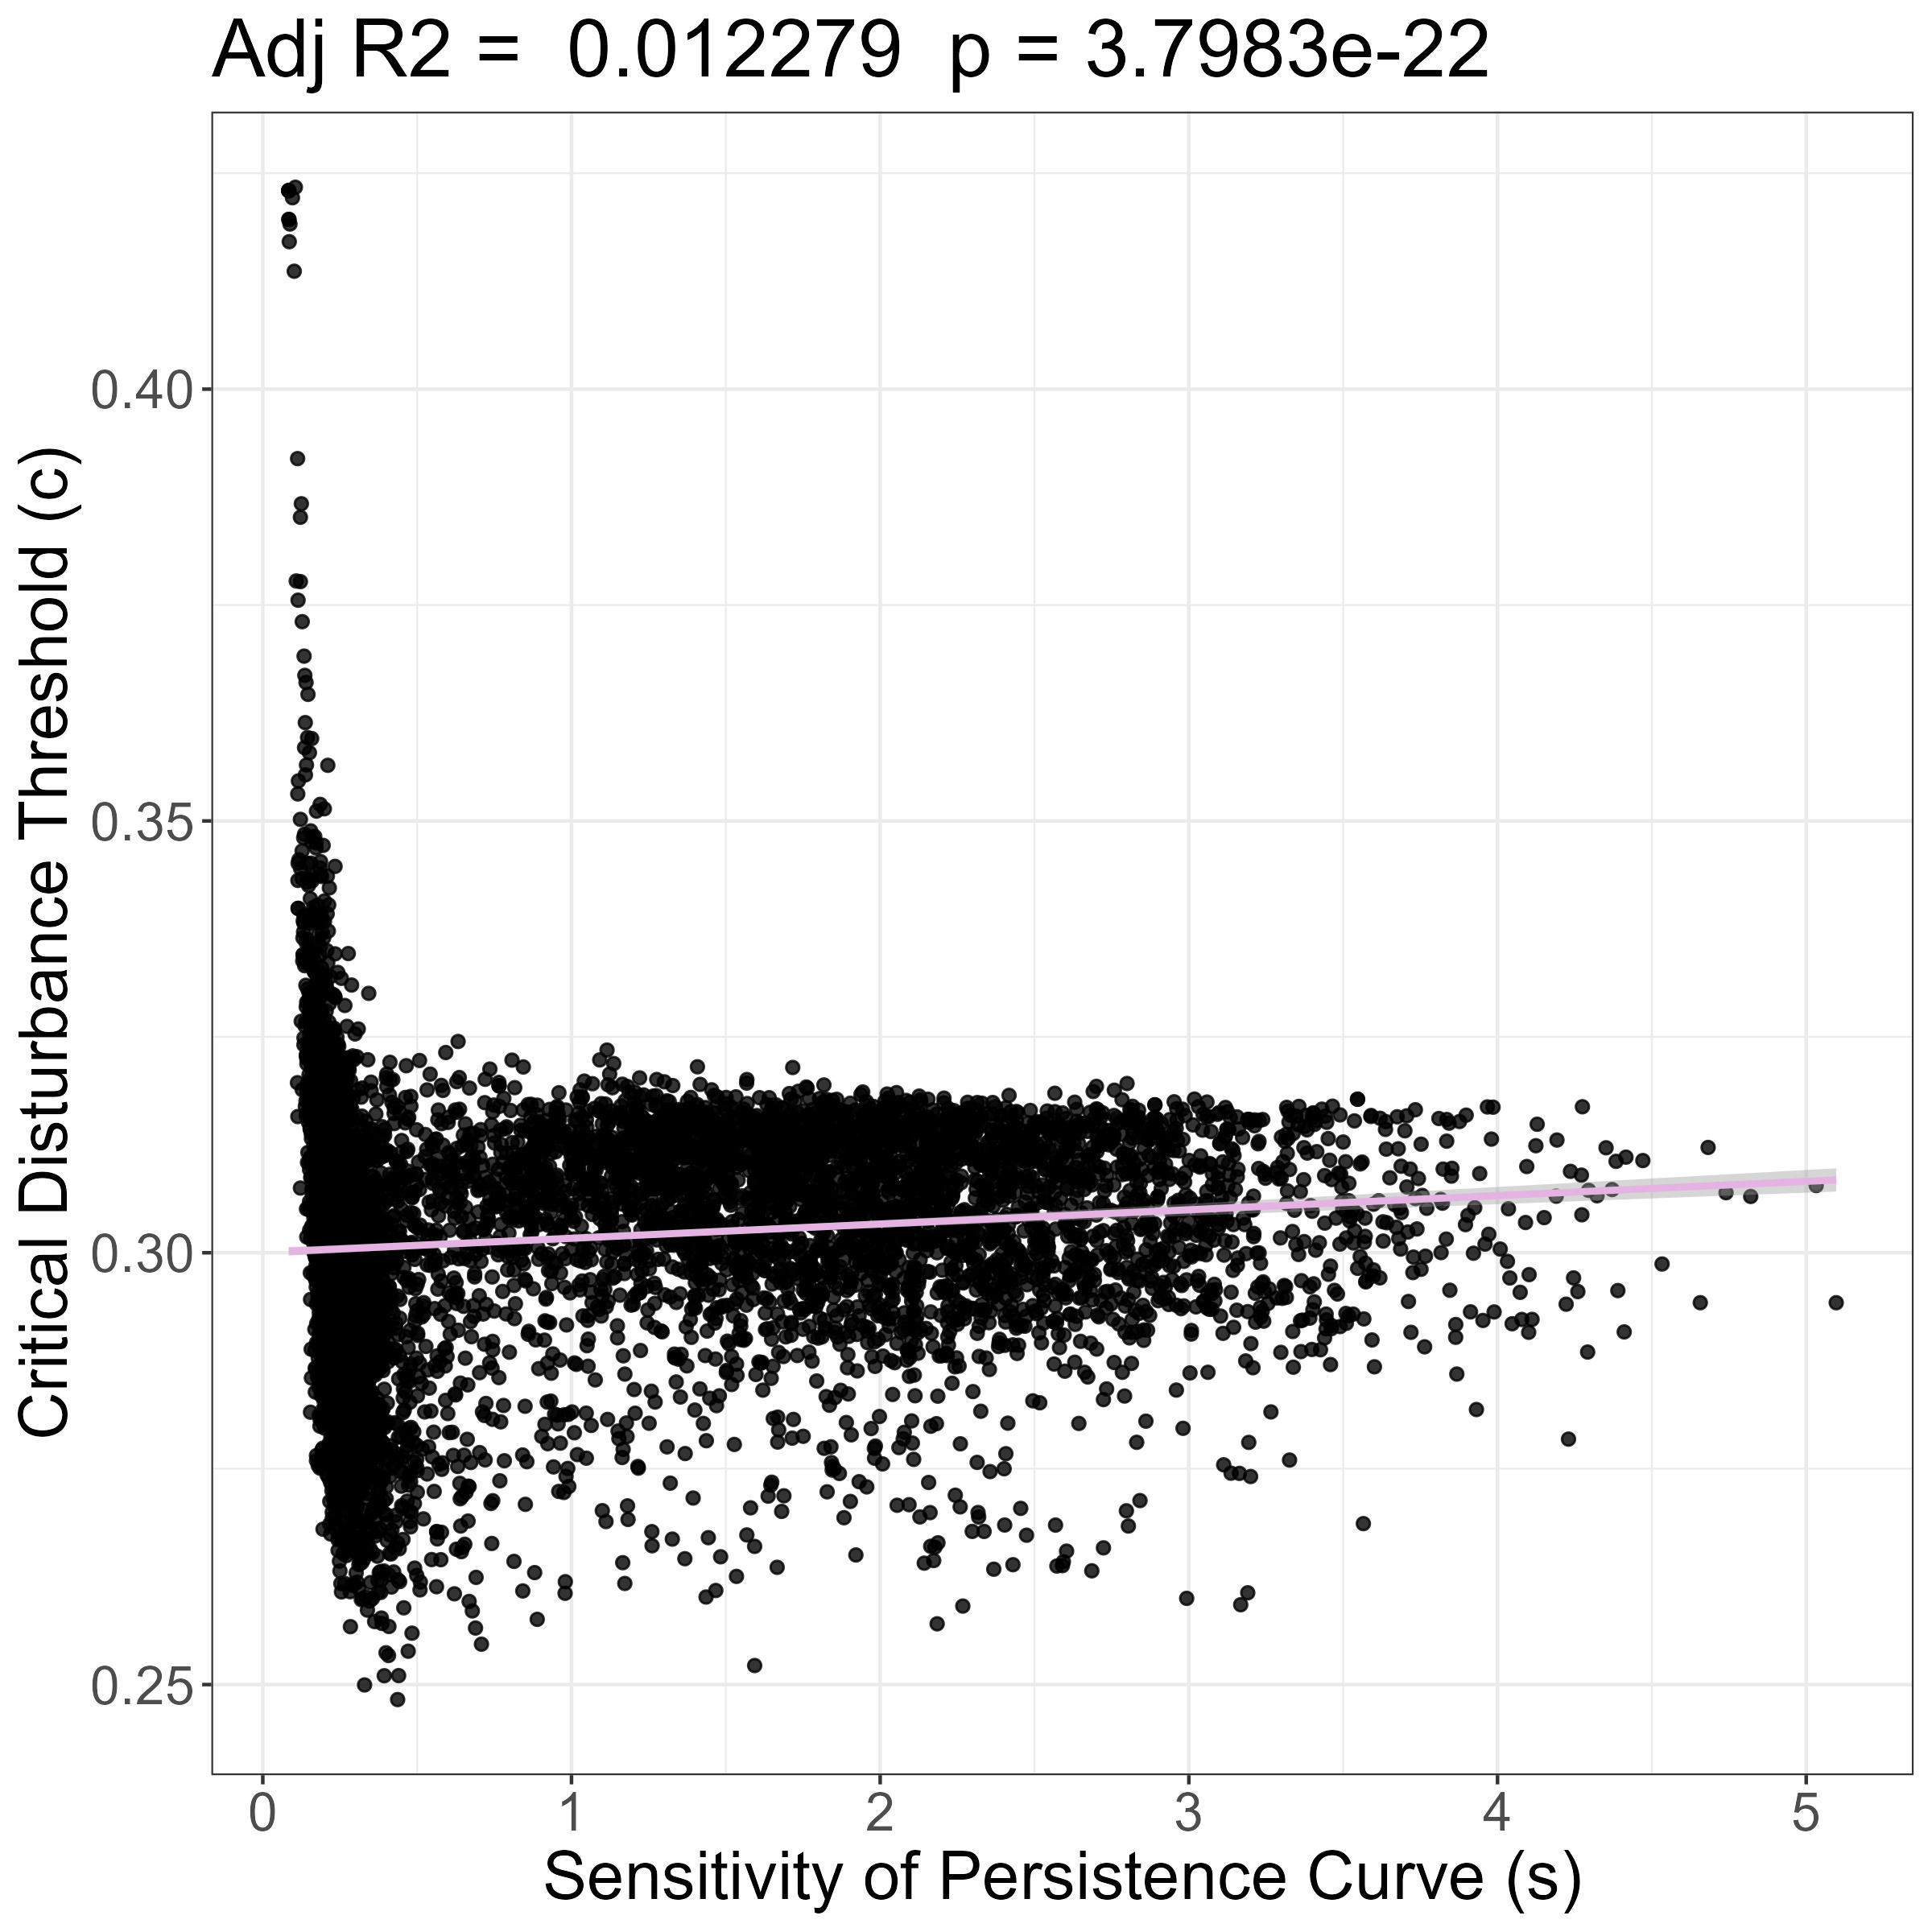 Adj R2 = 0.012279 p = 3.7983e-22
Critical Disturbance Threshold (c)
0.40
0.35
0.30
0.25
0 1 2 3 4 5
Sensitivity of Persistence Curve (s)